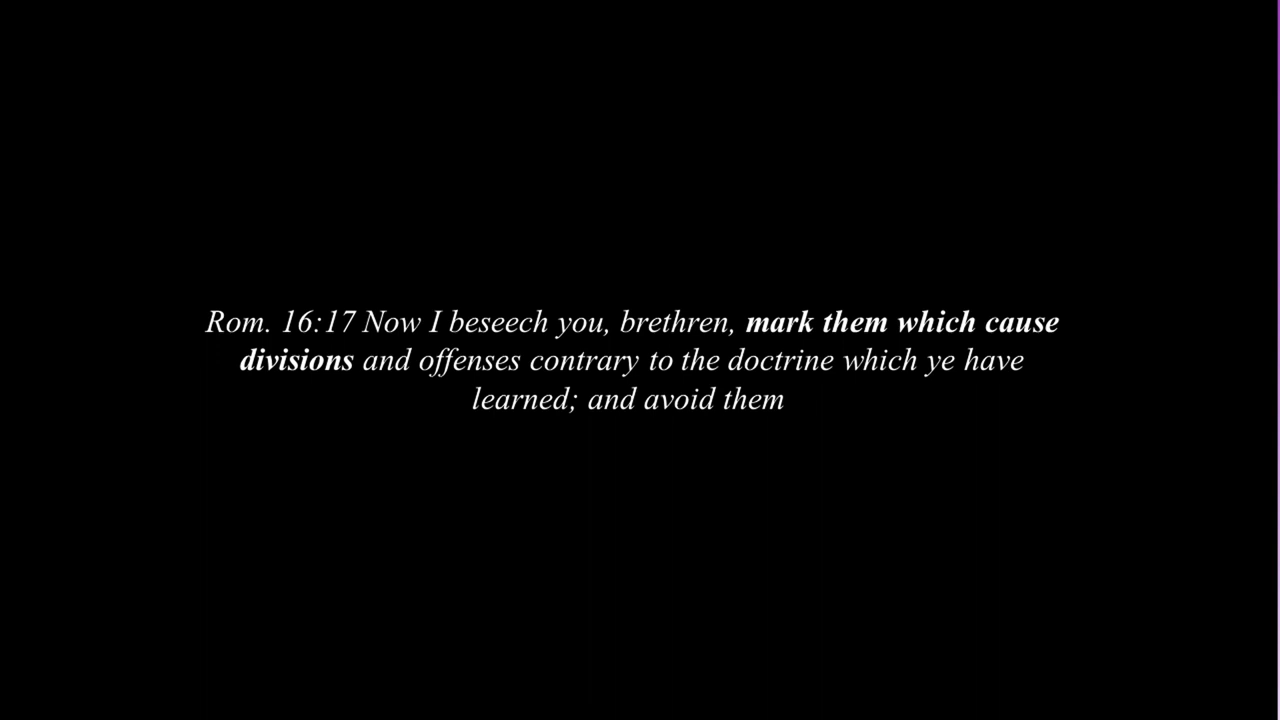 Rom. 16:17 Now I beseech you, brethren, mark them which cause
divisions and offenses contrary to the doctrine which ye have
learned; and avoid them